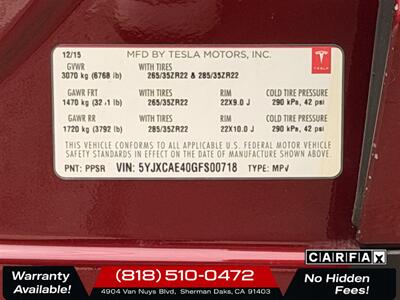 12/15 MFD BY TESLA MOTORS, INC.
TESLA
GVWR WITH TIRES
3070 kg (6768 lb) 265/35ZR22 & 285/35ZR22
GAWR FRT WITH TIRES RIM COLD TIRE PRESSURE
1470 kg (32.1 lb) 265/35ZR22 22X9.0 J 290 kPa, 42 psi
GAWR RR WITH TIRES RIM COLD TIRE PRESSURE
1720 kg (3792 lb) 285/35ZR22 22X10.0 J 290 kPa, 42 psi
THIS VEHICLE CONFORMS TO ALL APPLICABLE U.S. FEDERAL MOTOR VEHICLE
SAFETY STANDARDS IN EFFECT ON THE DATE OF MANUFACTURE SHOWN ABOVE.
PNT: PPSR VIN: 5YJXCAE40GFS00718 TYPE: MPV
CARFAX
Warranty
Available!
(818) 510-0472
4904 Van Nuys Blvd, Sherman Oaks, CA 91403
No Hidden
Fees!